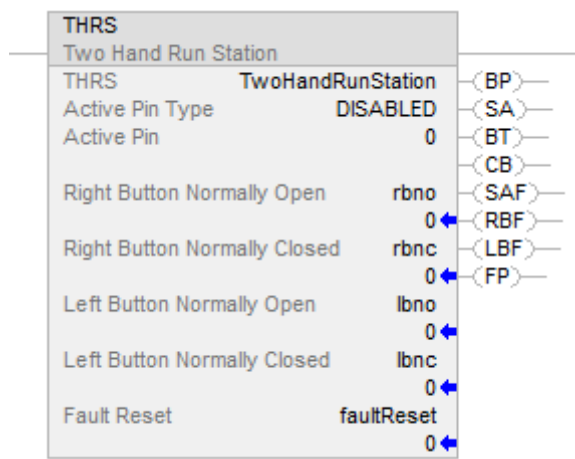 THRS
Two Hand Run Station
THRS TwoHandRunStation BP
Active Pin Type DISABLED SA
Active Pin 0 BT
CB
Right Button Normally Open rbno SAF
0 RBF
Right Button Normally Closed rbnc LBF
0 FP
Left Button Normally Open lbno
0
Left Button Normally Closed lbnc
0
Fault Reset faultReset
0